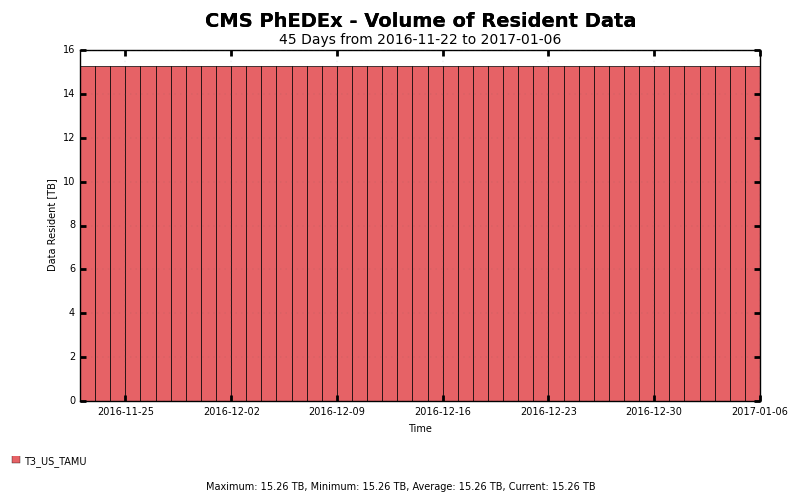 CMS PhEDEx - Volume of Resident Data
45 Days from 2016-11-22 to 2017-01-06
16
14
12
10
8
6
4
2
0
Data Resident [TB]
2016-11-25 2016-12-02 2016-12-09 2016-12-16 2016-12-23 2016-12-30 2017-01-06
Time
T3_US_TAMU
Maximum: 15.26 TB, Minimum: 15.26 TB, Average: 15.26 TB, Current: 15.26 TB